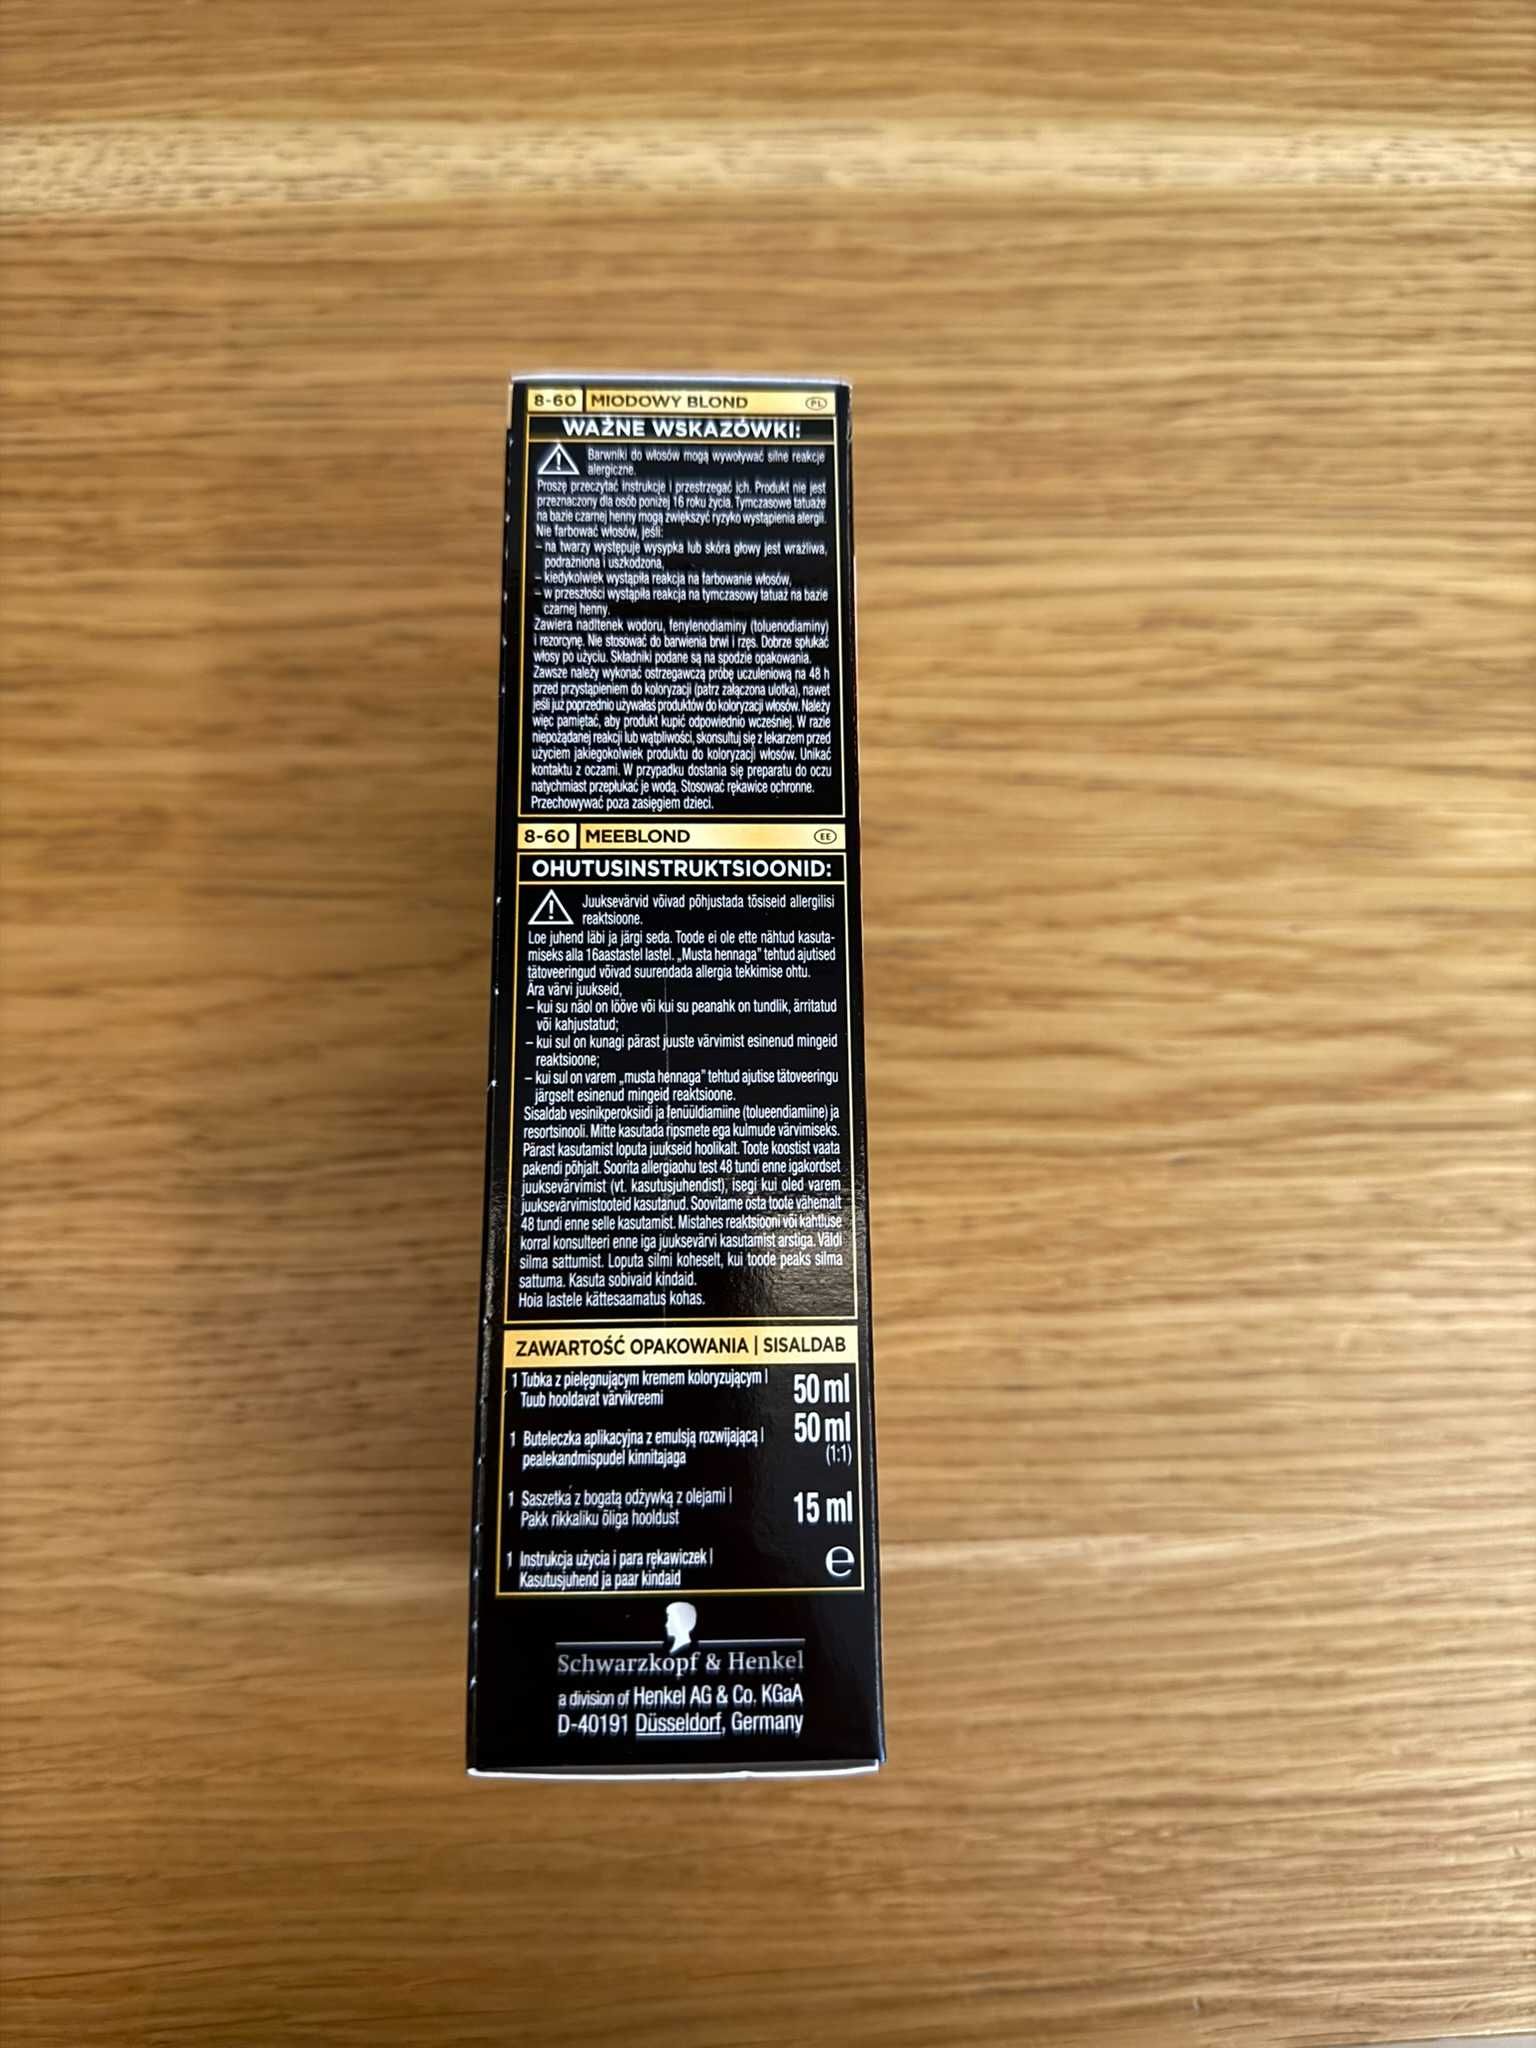 8-60 MIODOWY BLOND PL
WAŻNE WSKAZÓWKI:
Barwniki do włosów mogą wywoływać silne reakcje
alergiczne.
Proszę przeczytać instrukcje i przestrzegać ich. Produkt nie jest
przeznaczony dla osób poniżej 16 roku życia. Tymczasowe tatuaże
na bazie czarnej henny mogą zwiększyć ryzyko wystąpienia alergii.
Nie farbować włosów, jeśli:
– na twarzy występuje wysypka lub skóra głowy jest wrażliwa,
podrażniona i uszkodzona,
– kiedykolwiek wystąpiła reakcja na farbowanie włosów,
– w przeszłości wystąpiła reakcja na tymczasowy tatuaż na bazie
czarnej henny.
Zawiera nadltenek wodoru, fenylenodiaminy (toluenodiaminy)
i rezorcynę. Nie stosować do barwienia brwi i rzęs. Dobrze spłukać
włosy po użyciu. Składniki podane są na spodzie opakowania.
Zawsze należy wykonać ostrzegawczą próbę uczuleniową na 48 h
przed przystąpieniem do koloryzacji (patrz załączona ulotka), nawet
jeśli już poprzednio używałaś produktów do koloryzacji włosów. Należy
więc pamiętać, aby produkt kupić odpowiednio wcześniej. W razie
niepożądanej reakcji lub wątpliwości, skonsultuj się z lekarzem przed
użyciem jakiegokolwiek produktu do koloryzacji włosów. Unikać
kontaktu z oczami. W przypadku dostania się preparatu do oczu
natychmiast przepłukać je wodą. Stosować rękawice ochronne.
Przechowywać poza zasięgiem dzieci.
8-60 MEEBLOND EE
OHUTUSINSTRUKTSIOONID:
Juuksevärvid võivad põhjustada tõsiseid allergilisi
reaktsioone.
Loe juhend läbi ja järgi seda. Toode ei ole ette nähtud kasuta-
miseks alla 16aastastel lastel. „Musta hennaga" tehtud ajutised
tätoveeringud võivad suurendada allergia tekkimise ohtu.
Ära värvi juukseid,
– kui su näol on lööve või kui su peanahk on tundlik, ärritatud
või kahjustatud;
– kui sul on kunagi pärast juuste värvimist esinenud mingeid
reaktsioone;
– kui sul on varem „musta hennaga" tehtud ajutise tätoveeringu
järgselt esinenud mingeid reaktsioone.
Sisaldab vesinikperoksiidi ja fenüüldiamiine (tolueendiamiine) ja
resortsinooli. Mitte kasutada ripsmete ega kulmude värvimiseks.
Pärast kasutamist loputa juukseid hoolikalt. Toote koostist vaata
pakendi põhjalt. Soorita allergiaohu test 48 tundi enne igakordset
juuksevärvimist (vt. kasutusjuhendist), isegi kui oled varem
juuksevärvimistooteid kasutanud. Soovitame osta toote vähemalt
48 tundi enne selle kasutamist. Mistahes reaktsiooni või kahtluse
korral konsulteeri enne iga juuksevärvi kasutamist arstiga. Väldi
silma sattumist. Loputa silmi koheselt, kui toode peaks silma
sattuma. Kasuta sobivaid kindaid.
Hoia lastele kättesaamatus kohas.
ZAWARTOŚĆ OPAKOWANIA | SISALDAB
1 Tubka z pielęgnującym kremem koloryzującym | 50 ml
Tuub hooldavat värvikreemi
1 Buteleczka aplikacyjna z emulsją rozwijającą | 50 ml
pealekandmispudel kinnitajaga (1:1)
1 Saszetka z bogatą odżywką z olejami | 15 ml
Pakk rikkaliku õliga hooldust
1 Instrukcja użycia i para rękawiczek | e
Kasutusjuhend ja paar kindaid
Schwarzkopf & Henkel
a division of Henkel AG & Co. KGaA
D-40191 Düsseldorf, Germany